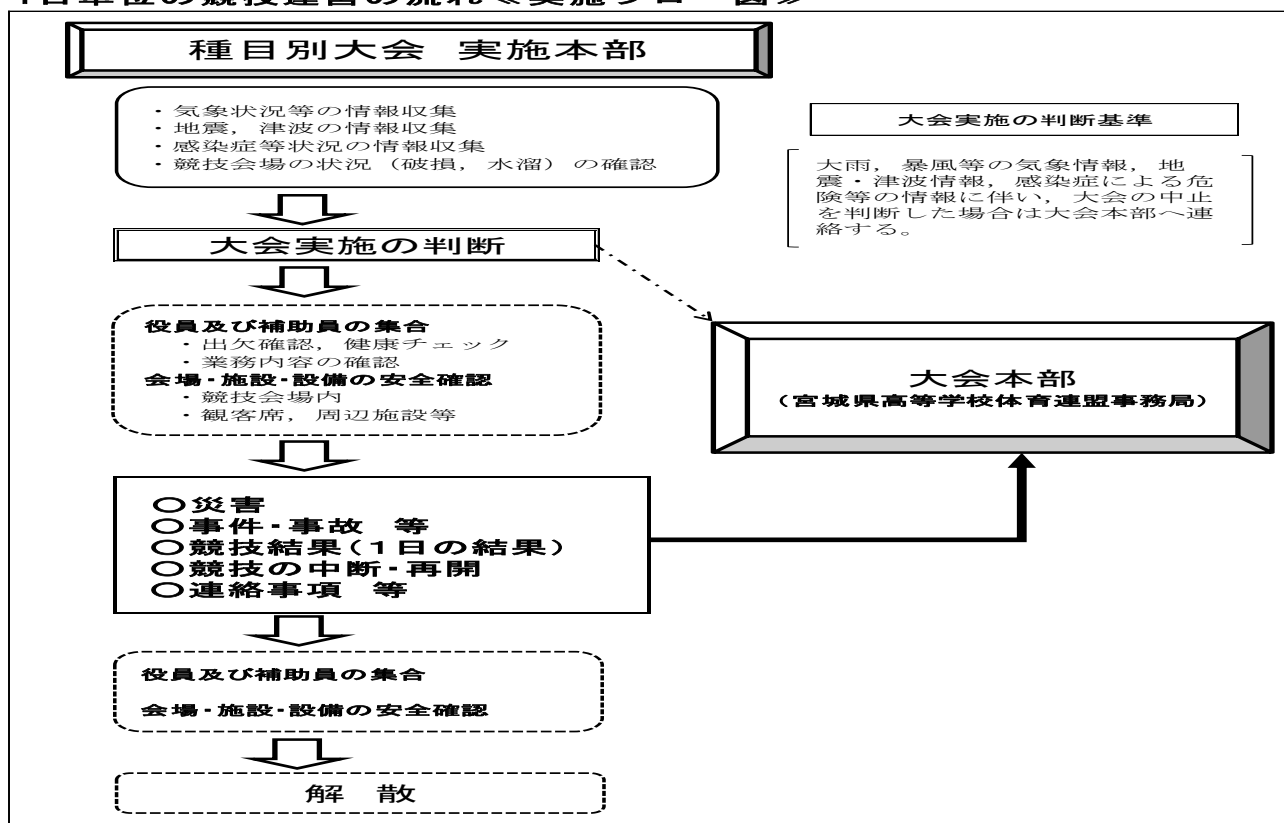 1日単位の競技運営の流れ≪実施フロー図≫
種目別大会 実施本部
・気象状況等の情報収集
・地震，津波の情報収集
・感染症等状況の情報収集
・競技会場の状況（破損，水溜）の確認
大会実施の判断基準
大雨，暴風等の気象情報，地
震・津波情報，感染症による危
険等の情報に伴い，大会の中止
を判断した場合は大会本部へ連
絡する。
大会実施の判断
役員及び補助員の集合
・出欠確認，健康チェック
・業務内容の確認
会場・施設・設備の安全確認
・競技会場内
・観客席，周辺施設等
大会本部
（宮城県高等学校体育連盟事務局）
〇災害
〇事件・事故 等
〇競技結果（1日の結果）
〇競技の中断・再開
〇連絡事項 等
役員及び補助員の集合
会場・施設・設備の安全確認
解 散